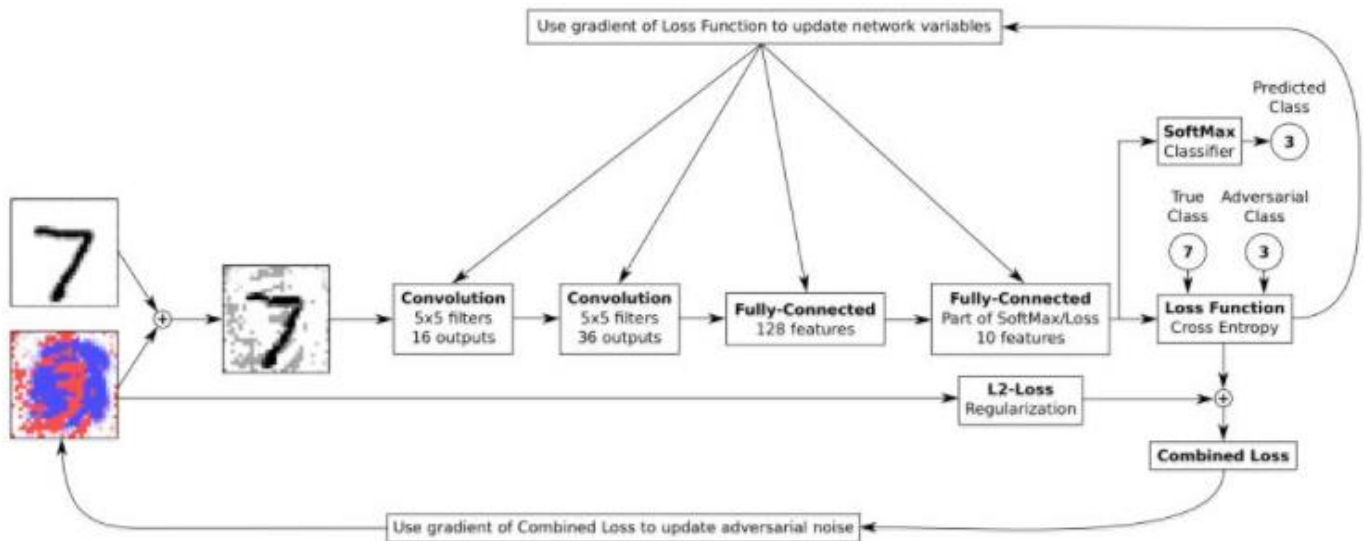 Use gradient of Loss Function to update network variables
Predicted
Class
SoftMax
Classifier
3
True
Class
Adversarial
Class
7
3
7
7
Convolution
5x5 filters
16 outputs
Convolution
5x5 filters
36 outputs
Fully-Connected
128 features
Fully-Connected
Part of SoftMax/Loss
10 features
Loss Function
Cross Entropy
L2-Loss
Regularization
Combined Loss
Use gradient of Combined Loss to update adversarial noise